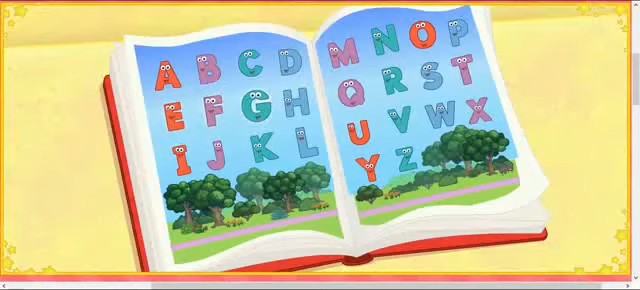 A B C D
E F G H
I J K L
M N O P
Q R S T
U V W X
Y Z